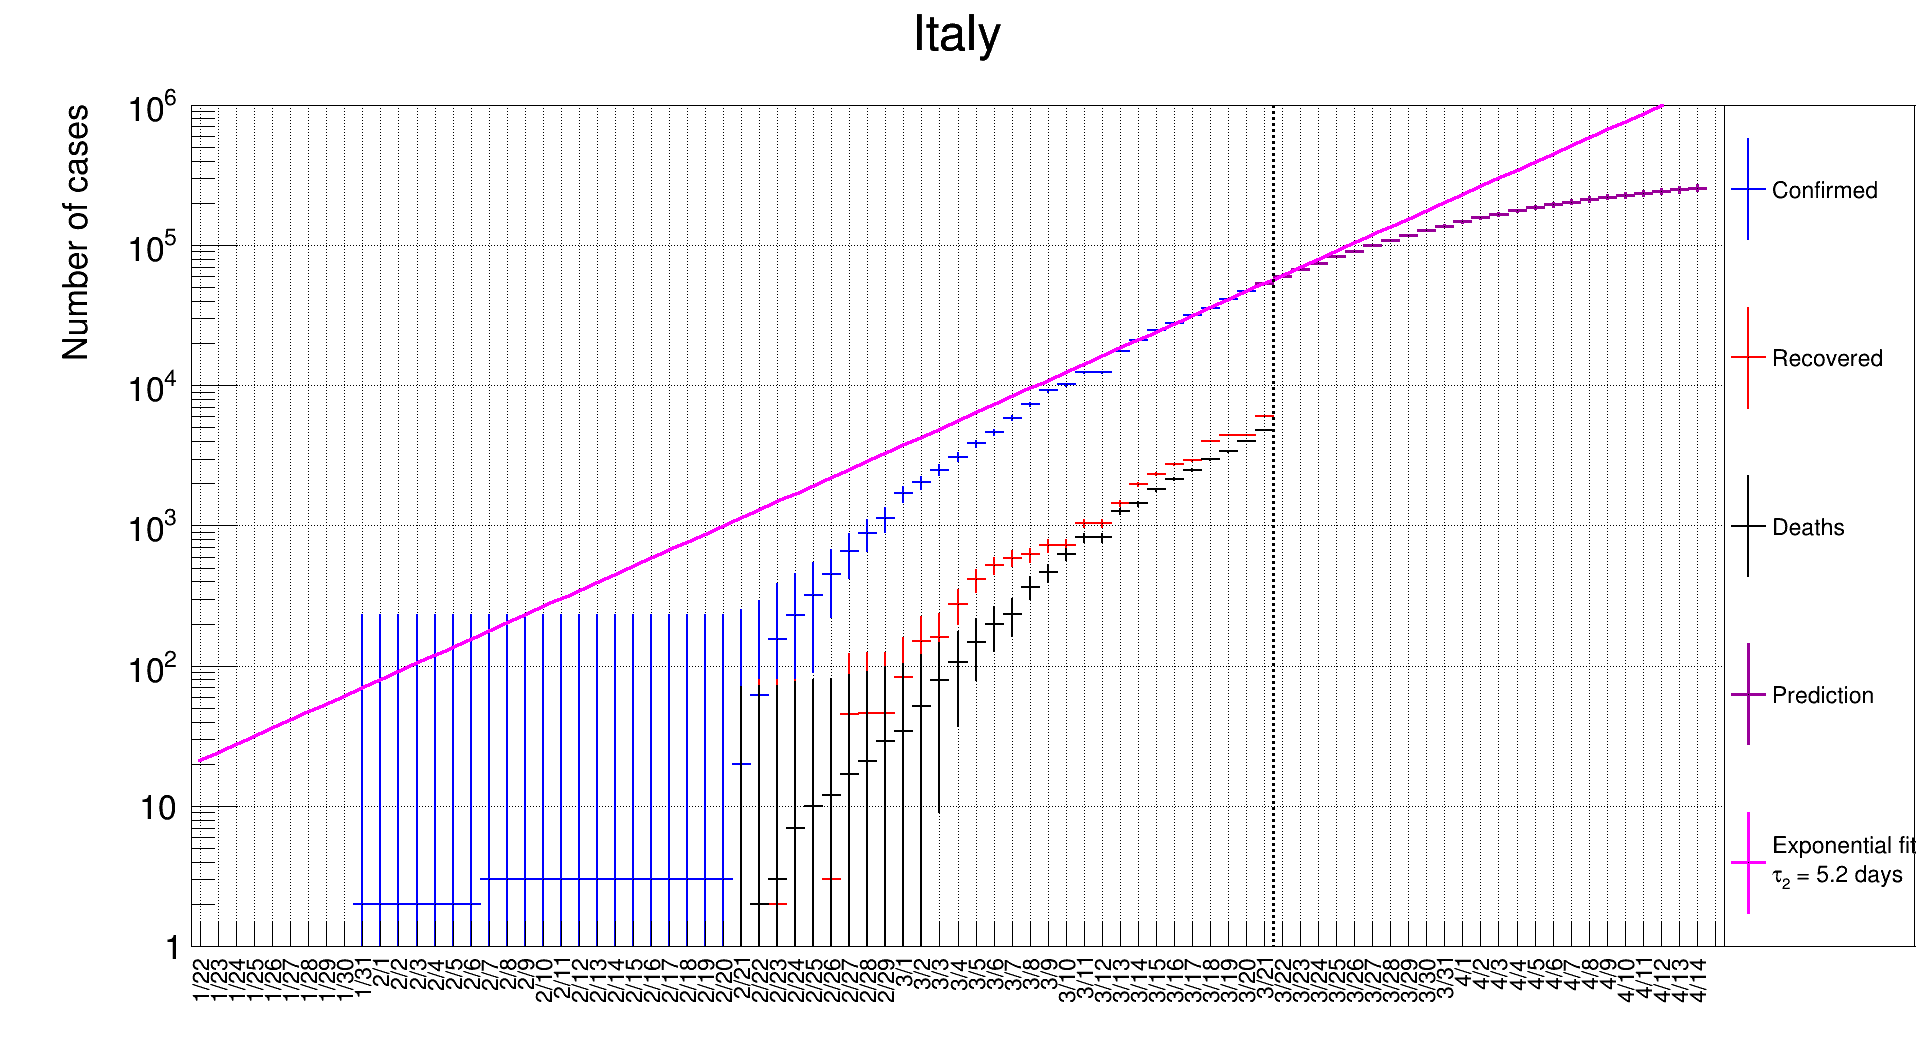 Italy
Number of cases
10^6
10^5
10^4
10^3
10^2
10
1
1/22 1/23 1/24 1/25 1/26 1/27 1/28 1/29 1/30 1/31 2/1 2/2 2/3 2/4 2/5 2/6 2/7 2/8 2/9 2/10 2/11 2/12 2/13 2/14 2/15 2/16 2/17 2/18 2/19 2/20 2/21 2/22 2/23 2/24 2/25 2/26 2/27 2/28 2/29 3/1 3/2 3/3 3/4 3/5 3/6 3/7 3/8 3/9 3/10 3/11 3/12 3/13 3/14 3/15 3/16 3/17 3/18 3/19 3/20 3/21 3/22 3/23 3/24 3/25 3/26 3/27 3/28 3/29 3/30 3/31 4/1 4/2 4/3 4/4 4/5 4/6 4/7 4/8 4/9 4/10 4/11 4/12 4/13 4/14
Confirmed
Recovered
Deaths
Prediction
Exponential fit
τ_2 = 5.2 days